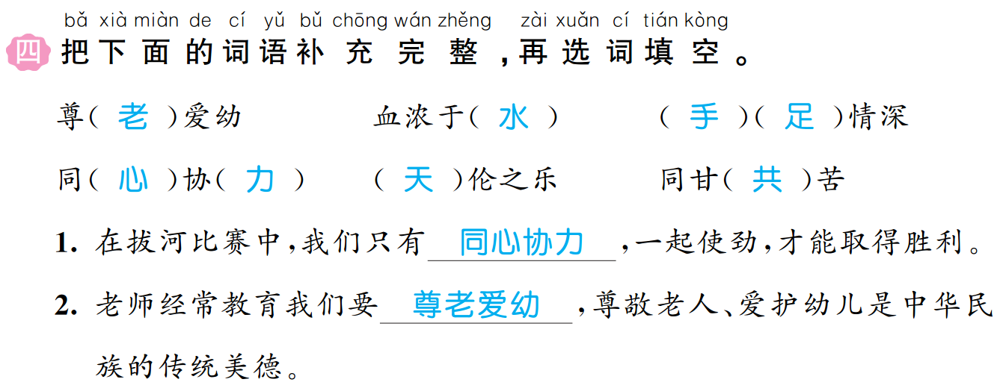 bǎ xià miàn de cí yǔ bǔ chōng wán zhěng zài xuǎn cí tián kòng
四 把下面的词语补充完整,再选词填空。
尊( 老 )爱幼 血浓于( 水 ) ( 手 )( 足 )情深
同( 心 )协( 力 ) ( 天 )伦之乐 同甘( 共 )苦
1. 在拔河比赛中,我们只有 同心协力 ,一起使劲,才能取得胜利。
2. 老师经常教育我们要 尊老爱幼 ,尊敬老人、爱护幼儿是中华民
族的传统美德。